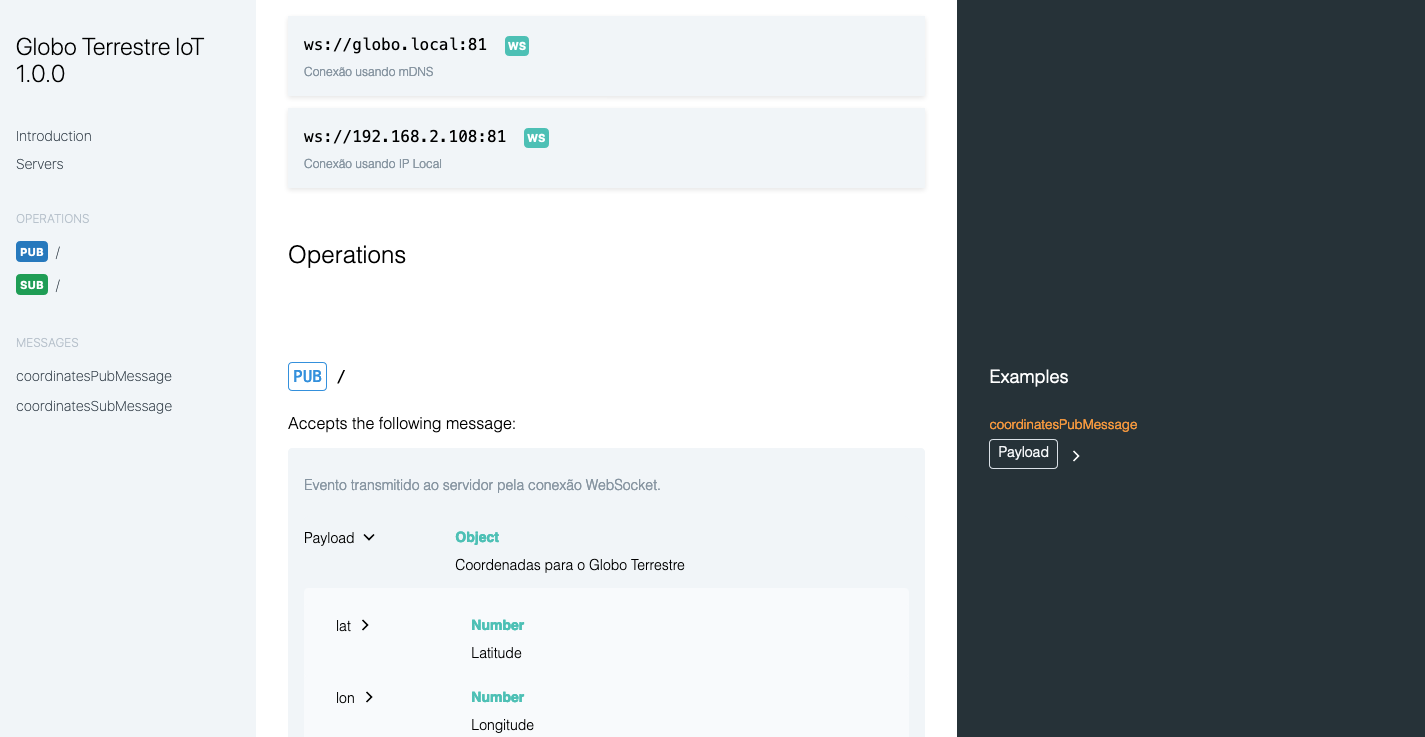 Globo Terrestre IoT
1.0.0
Introduction
Servers
OPERATIONS
PUB /
SUB /
MESSAGES
coordinatesPubMessage
coordinatesSubMessage
ws://globo.local:81 WS
Conexão usando mDNS
ws://192.168.2.108:81 WS
Conexão usando IP Local
Operations
PUB /
Accepts the following message:
Evento transmitido ao servidor pela conexão WebSocket.
Payload Object
Coordenadas para o Globo Terrestre
lat Number
Latitude
lon Number
Longitude
Examples
coordinatesPubMessage
Payload